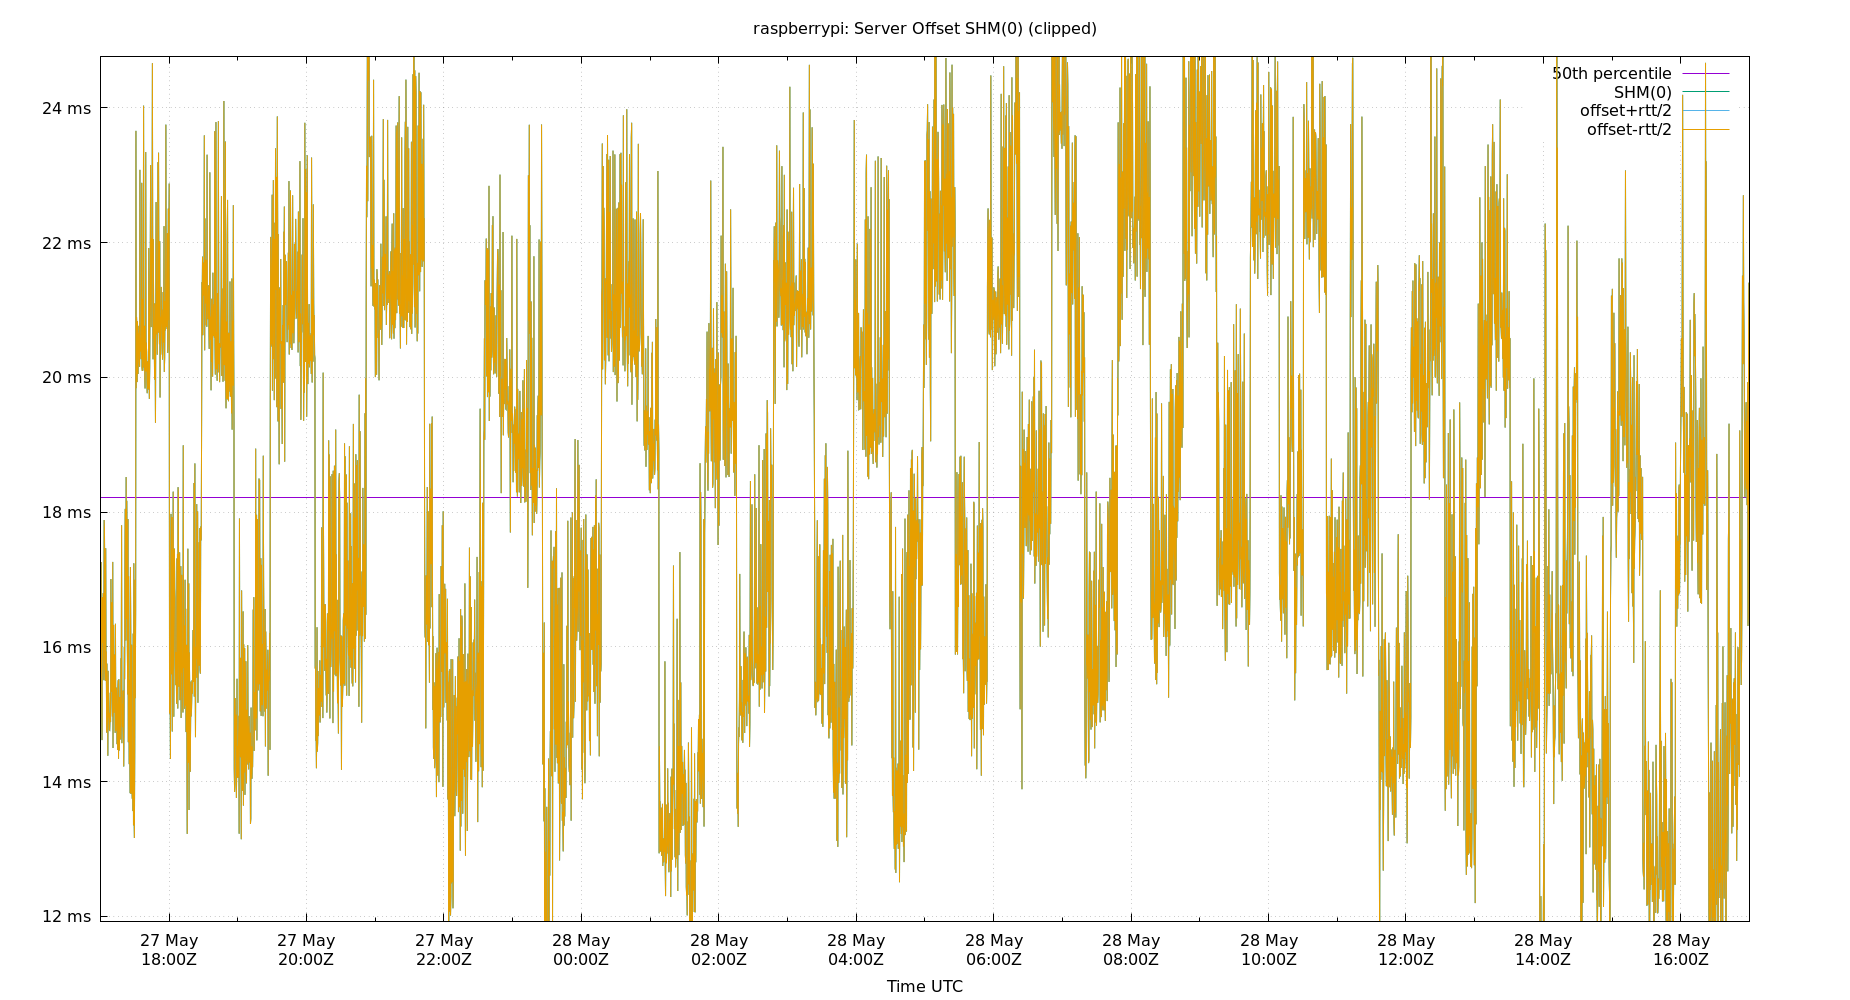 raspberrypi: Server Offset SHM(0) (clipped)
50th percentile
SHM(0)
offset+rtt/2
offset-rtt/2
24 ms
22 ms
20 ms
18 ms
16 ms
14 ms
12 ms
27 May 27 May 27 May 28 May 28 May 28 May 28 May 28 May 28 May 28 May 28 May 28 May
18:00Z 20:00Z 22:00Z 00:00Z 02:00Z 04:00Z 06:00Z 08:00Z 10:00Z 12:00Z 14:00Z 16:00Z
Time UTC